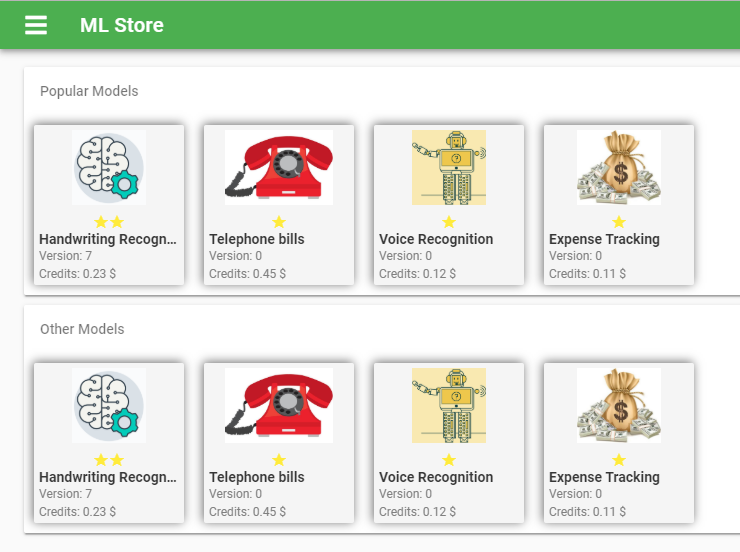 ML Store
Popular Models
Handwriting Recogn...
Version: 7
Credits: 0.23 $
Telephone bills
Version: 0
Credits: 0.45 $
Voice Recognition
Version: 0
Credits: 0.12 $
$
Expense Tracking
Version: 0
Credits: 0.11 $
Other Models
Handwriting Recogn...
Version: 7
Credits: 0.23 $
Telephone bills
Version: 0
Credits: 0.45 $
Voice Recognition
Version: 0
Credits: 0.12 $
$
Expense Tracking
Version: 0
Credits: 0.11 $